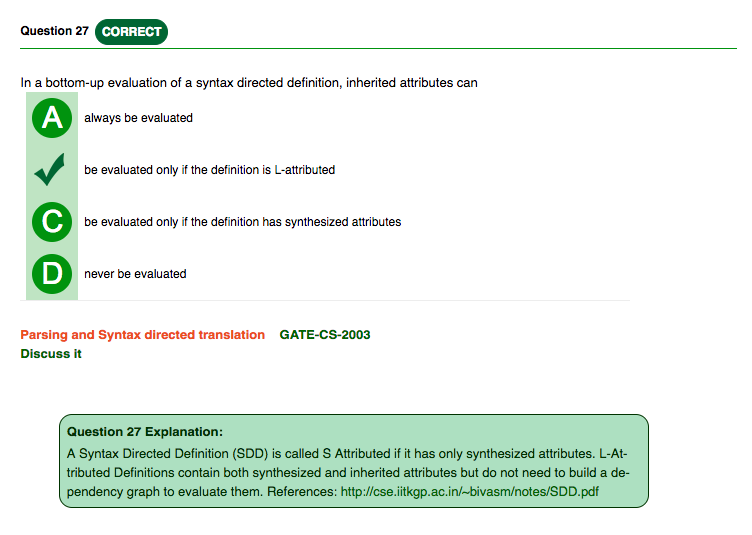 Question 27 CORRECT
In a bottom-up evaluation of a syntax directed definition, inherited attributes can
A always be evaluated
be evaluated only if the definition is L-attributed
C be evaluated only if the definition has synthesized attributes
D never be evaluated
Parsing and Syntax directed translation GATE-CS-2003
Discuss it
Question 27 Explanation:
A Syntax Directed Definition (SDD) is called S Attributed if it has only synthesized attributes. L-At-
tributed Definitions contain both synthesized and inherited attributes but do not need to build a de-
pendency graph to evaluate them. References: http://cse.iitkgp.ac.in/~bivasm/notes/SDD.pdf